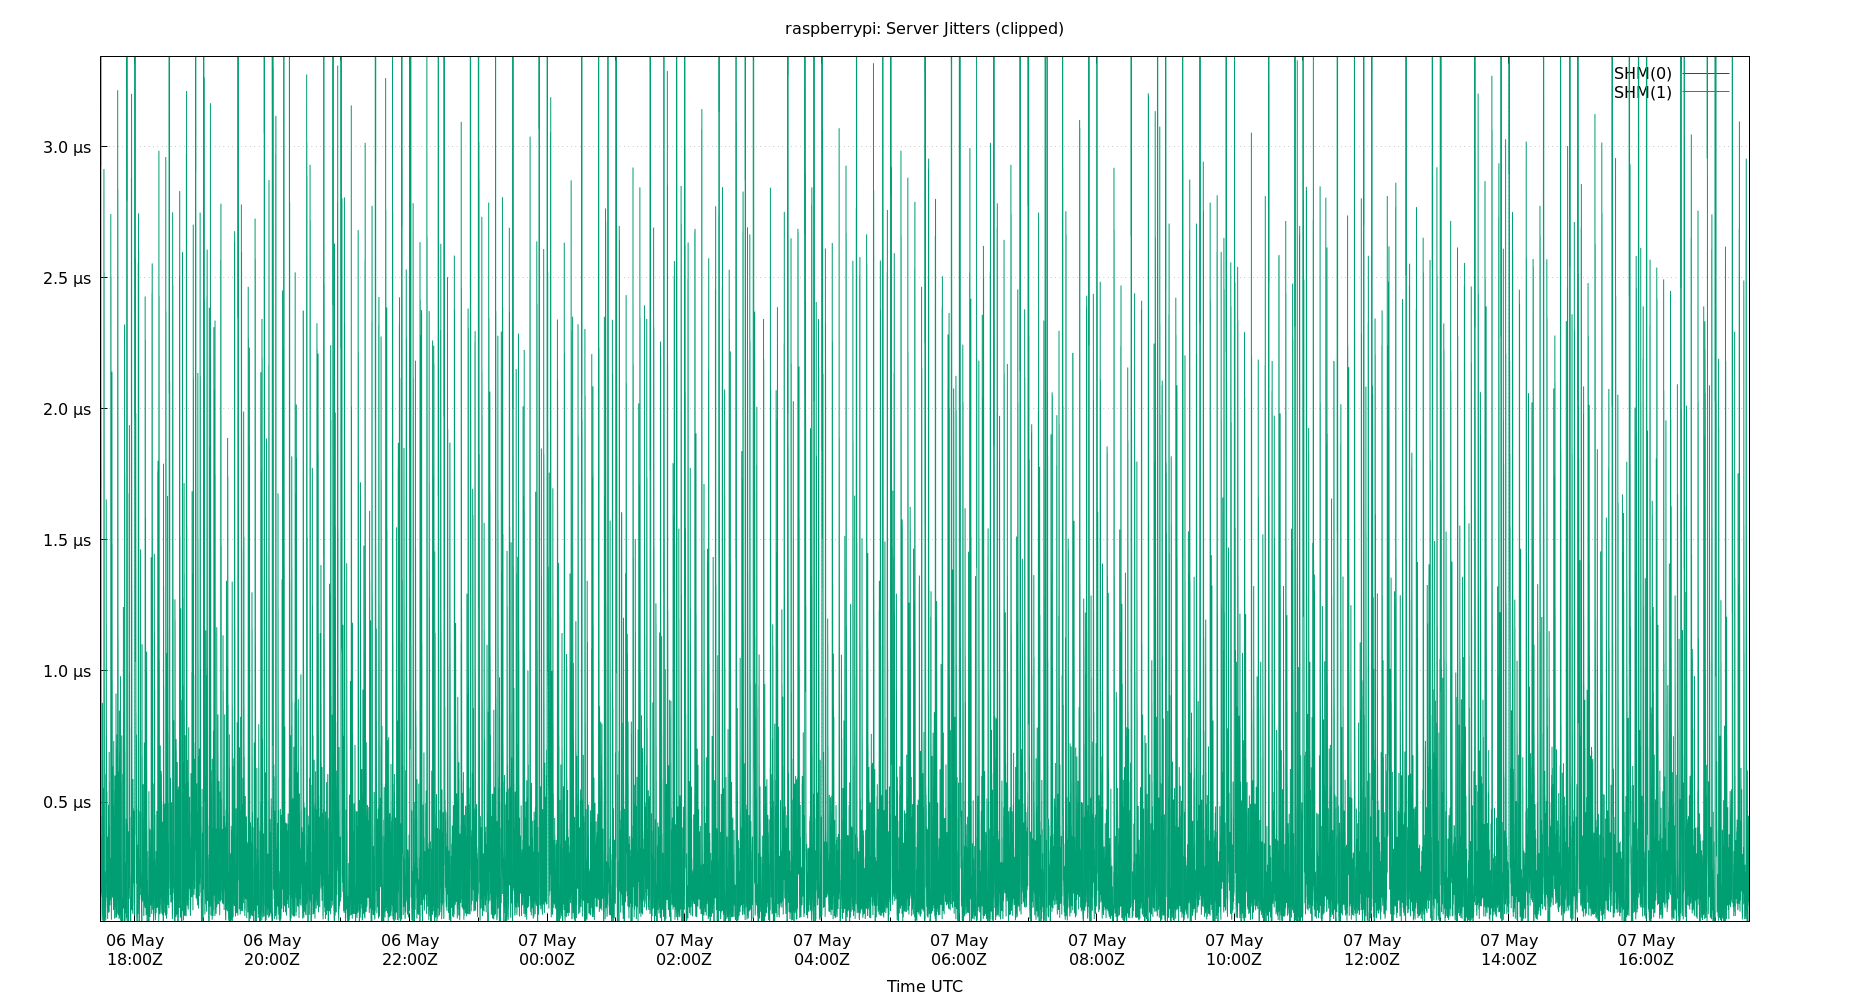 raspberrypi: Server Jitters (clipped)
SHM(0)
SHM(1)
3.0 µs
2.5 µs
2.0 µs
1.5 µs
1.0 µs
0.5 µs
06 May 06 May 06 May 07 May 07 May 07 May 07 May 07 May 07 May 07 May 07 May 07 May
18:00Z 20:00Z 22:00Z 00:00Z 02:00Z 04:00Z 06:00Z 08:00Z 10:00Z 12:00Z 14:00Z 16:00Z
Time UTC